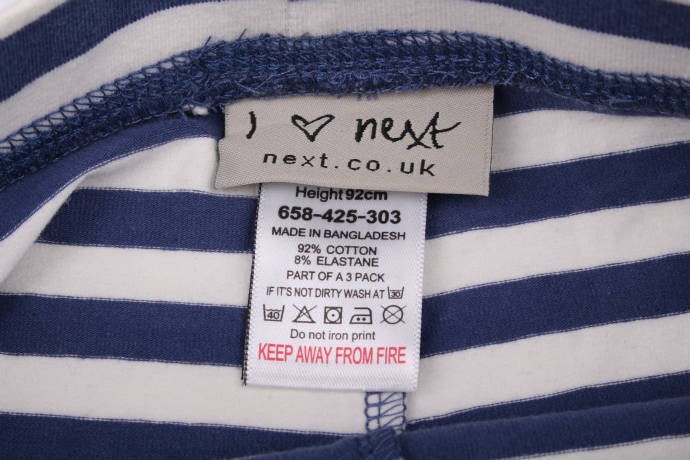 I ♡ next
next.co.uk
Height 92cm
658-425-303
MADE IN BANGLADESH
92% COTTON
8% ELASTANE
PART OF A 3 PACK
IF IT'S NOT DIRTY WASH AT 30
40
Do not iron print
KEEP AWAY FROM FIRE